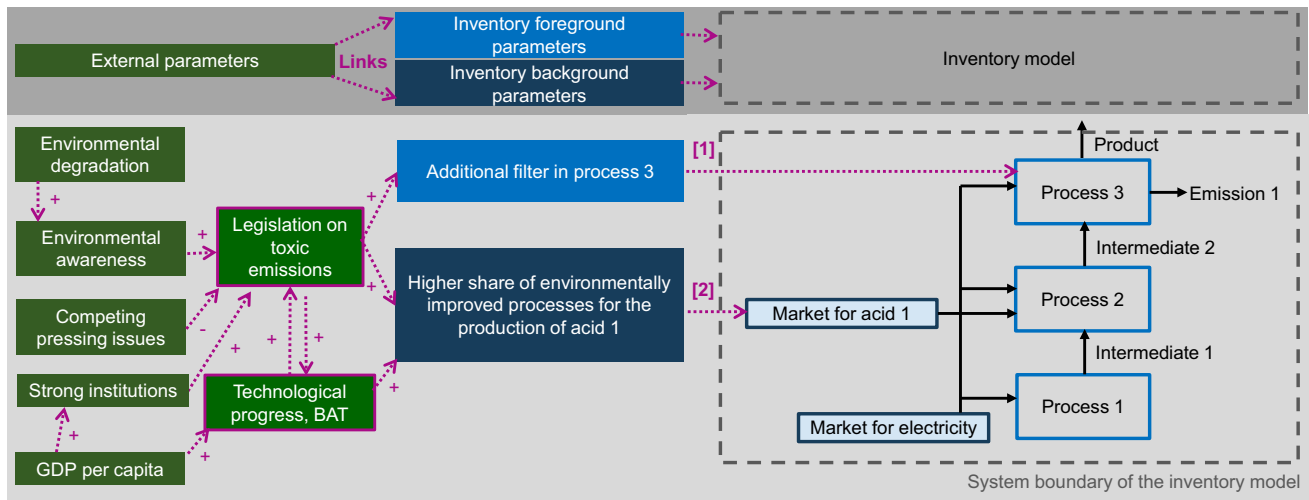 External parameters
Links
Inventory foreground
parameters
Inventory background
parameters
Inventory model
Environmental
degradation
+
Environmental
awareness
+
Competing
pressing issues
-
Strong institutions
+
+
GDP per capita
+
Legislation on
toxic
emissions
+
+
+
+
Technological
progress, BAT
+
Additional filter in process 3
Higher share of environmentally
improved processes for the
production of acid 1
[1]
[2]
Product
Process 3
Emission 1
Intermediate 2
Market for acid 1
Process 2
Intermediate 1
Process 1
Market for electricity
System boundary of the inventory model